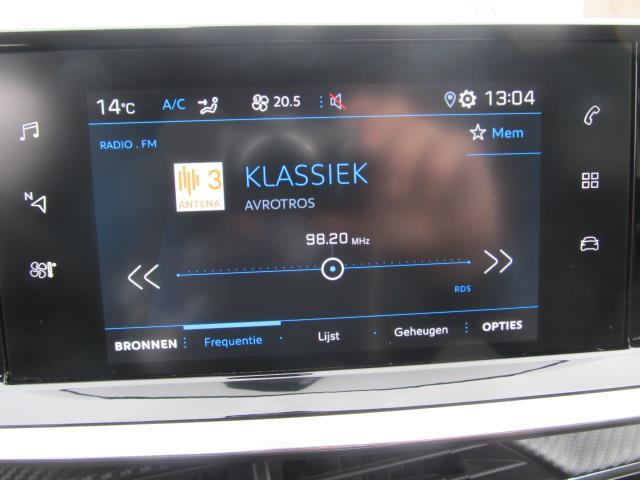 14°C A/C 20.5 13:04
RADIO . FM
Mem
3
ANTENA
KLASSIEK
AVROTROS
98.20 MHz
RDS
BRONNEN Frequentie Lijst Geheugen OPTIES
N